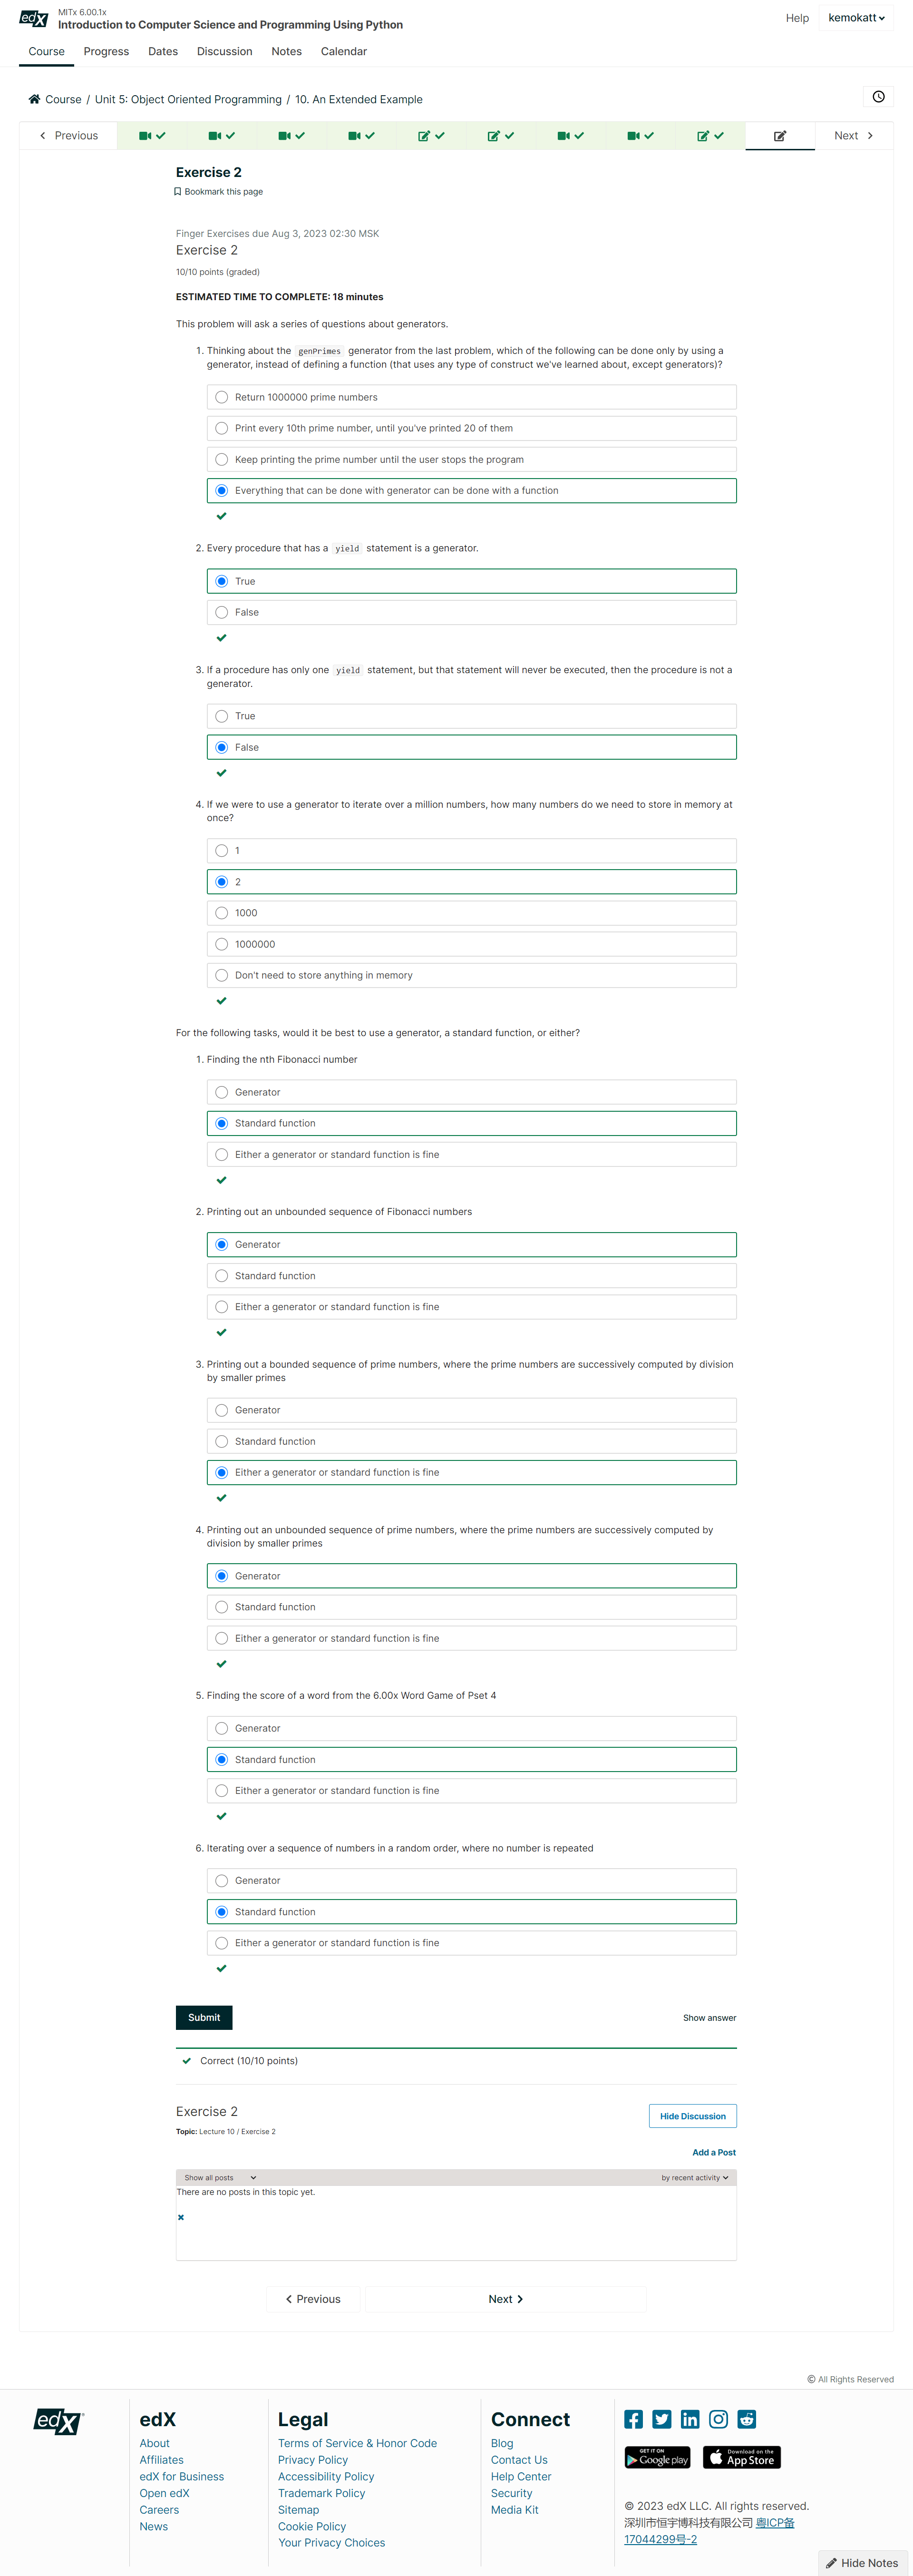 edX
MITx 6.00.1x
Introduction to Computer Science and Programming Using Python
Help
kemokatt
Course Progress Dates Discussion Notes Calendar
Course / Unit 5: Object Oriented Programming / 10. An Extended Example
Previous
Next
Exercise 2
Bookmark this page
Finger Exercises due Aug 3, 2023 02:30 MSK
Exercise 2
10/10 points (graded)
ESTIMATED TIME TO COMPLETE: 18 minutes
This problem will ask a series of questions about generators.
1. Thinking about the genPrimes generator from the last problem, which of the following can be done only by using a
generator, instead of defining a function (that uses any type of construct we've learned about, except generators)?
Return 1000000 prime numbers
Print every 10th prime number, until you've printed 20 of them
Keep printing the prime number until the user stops the program
Everything that can be done with generator can be done with a function
2. Every procedure that has a yield statement is a generator.
True
False
3. If a procedure has only one yield statement, but that statement will never be executed, then the procedure is not a
generator.
True
False
4. If we were to use a generator to iterate over a million numbers, how many numbers do we need to store in memory at
once?
1
2
1000
1000000
Don't need to store anything in memory
For the following tasks, would it be best to use a generator, a standard function, or either?
1. Finding the nth Fibonacci number
Generator
Standard function
Either a generator or standard function is fine
2. Printing out an unbounded sequence of Fibonacci numbers
Generator
Standard function
Either a generator or standard function is fine
3. Printing out a bounded sequence of prime numbers, where the prime numbers are successively computed by division
by smaller primes
Generator
Standard function
Either a generator or standard function is fine
4. Printing out an unbounded sequence of prime numbers, where the prime numbers are successively computed by
division by smaller primes
Generator
Standard function
Either a generator or standard function is fine
5. Finding the score of a word from the 6.00x Word Game of Pset 4
Generator
Standard function
Either a generator or standard function is fine
6. Iterating over a sequence of numbers in a random order, where no number is repeated
Generator
Standard function
Either a generator or standard function is fine
Submit
Show answer
Correct (10/10 points)
Exercise 2
Hide Discussion
Topic: Lecture 10 / Exercise 2
Add a Post
Show all posts
by recent activity
There are no posts in this topic yet.
Previous
Next
© All Rights Reserved
edX
edX
About
Affiliates
edX for Business
Open edX
Careers
News
Legal
Terms of Service & Honor Code
Privacy Policy
Accessibility Policy
Trademark Policy
Sitemap
Cookie Policy
Your Privacy Choices
Connect
Blog
Contact Us
Help Center
Security
Media Kit
GET IT ON
Google play
Download on the
App Store
© 2023 edX LLC. All rights reserved.
深圳市恒宇博科技有限公司 粤ICP备
17044299号-2
Hide Notes